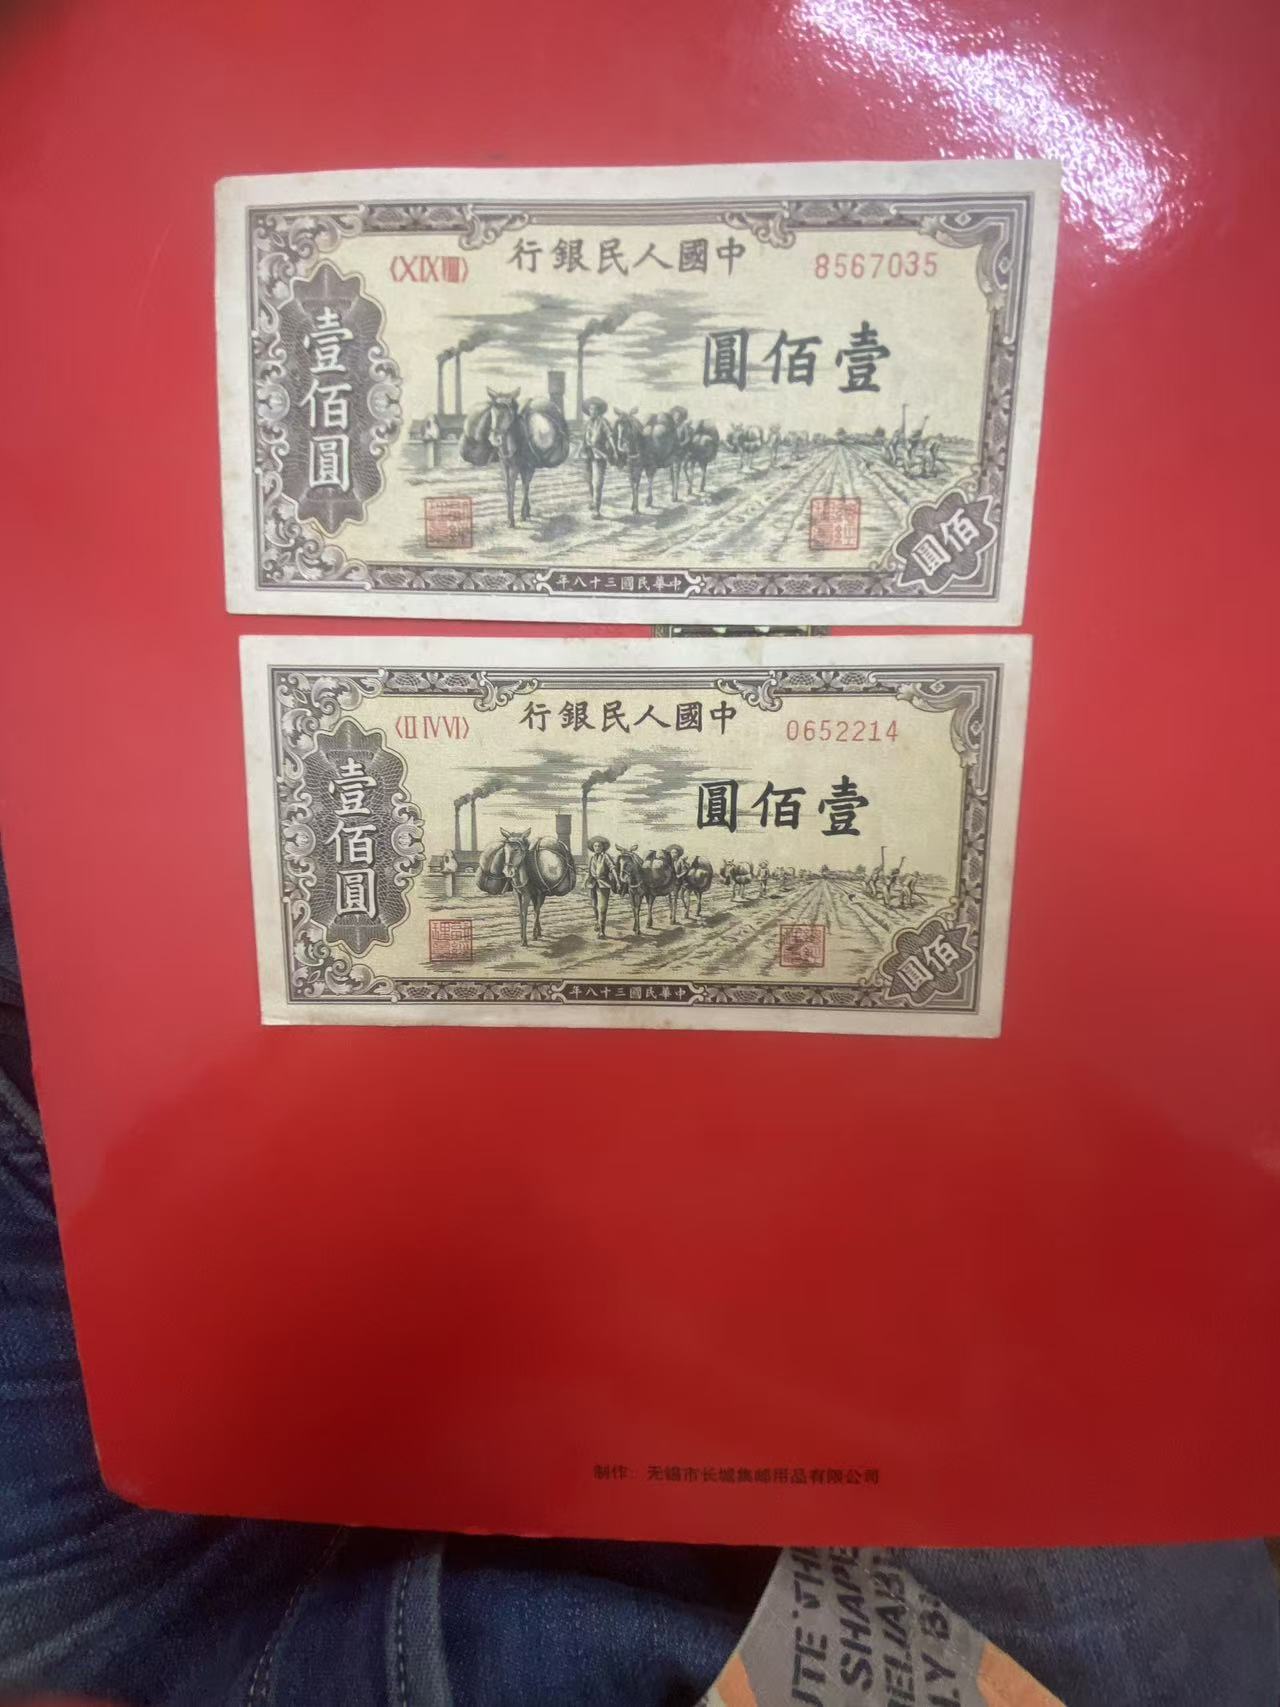 中國人民銀行
〈XIXⅧ〉
8567035
壹佰圓
壹佰圓
佰圓
中華民國三十八年
中國人民銀行
〈ⅡⅣⅥ〉
0652214
壹佰圓
壹佰圓
佰圓
中華民國三十八年
制作：无锡市长城集邮用品有限公司
SHAPE